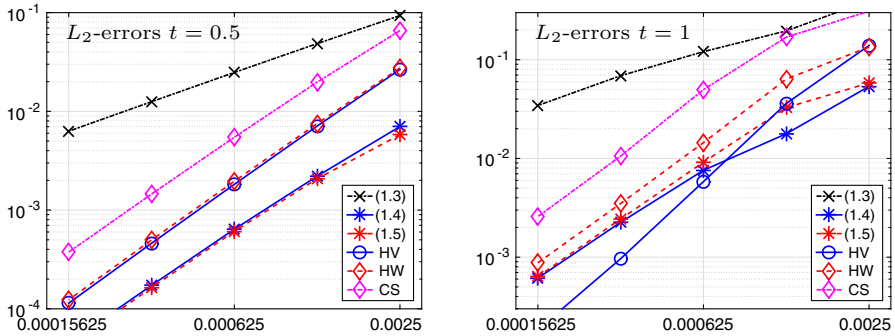 L₂-errors t = 0.5
10⁻¹
10⁻²
10⁻³
10⁻⁴
0.00015625
0.000625
0.0025
(1.3)
(1.4)
(1.5)
HV
HW
CS
L₂-errors t = 1
10⁻¹
10⁻²
10⁻³
0.00015625
0.000625
0.0025
(1.3)
(1.4)
(1.5)
HV
HW
CS